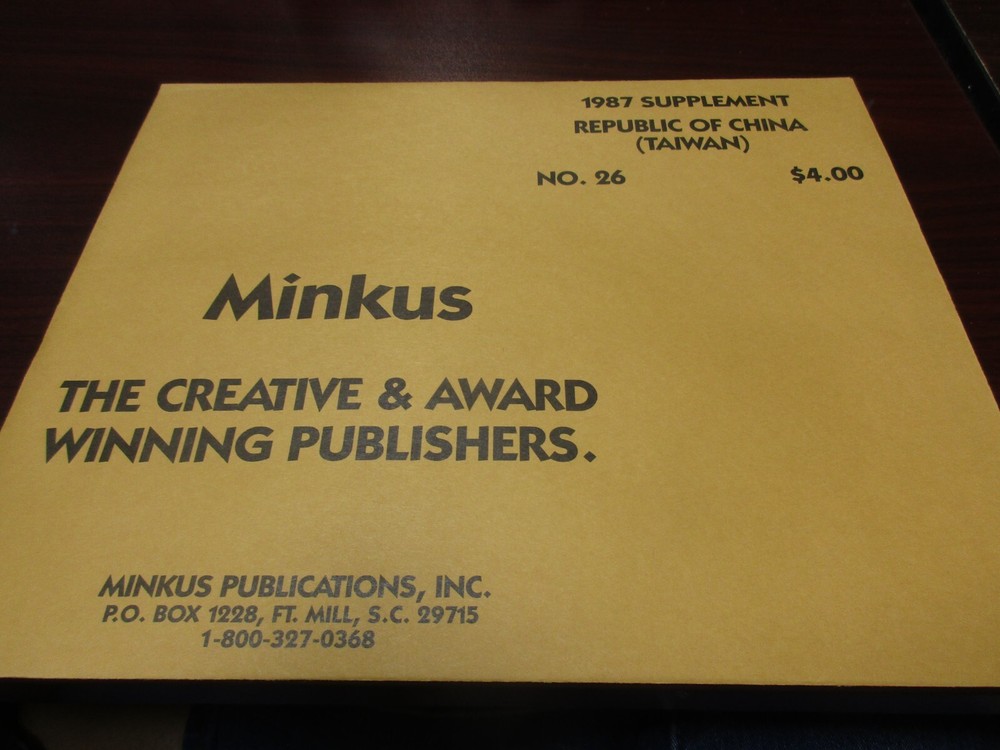 1987 SUPPLEMENT
REPUBLIC OF CHINA
(TAIWAN)
NO. 26 $4.00
Minkus
THE CREATIVE & AWARD
WINNING PUBLISHERS.
MINKUS PUBLICATIONS, INC.
P.O. BOX 1228, FT. MILL, S.C. 29715
1-800-327-0368